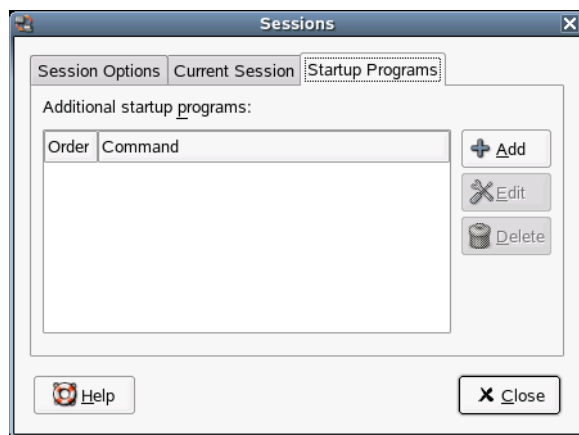 Sessions
Session Options Current Session Startup Programs
Additional startup programs:
Order Command
Add
Edit
Delete
Help Close